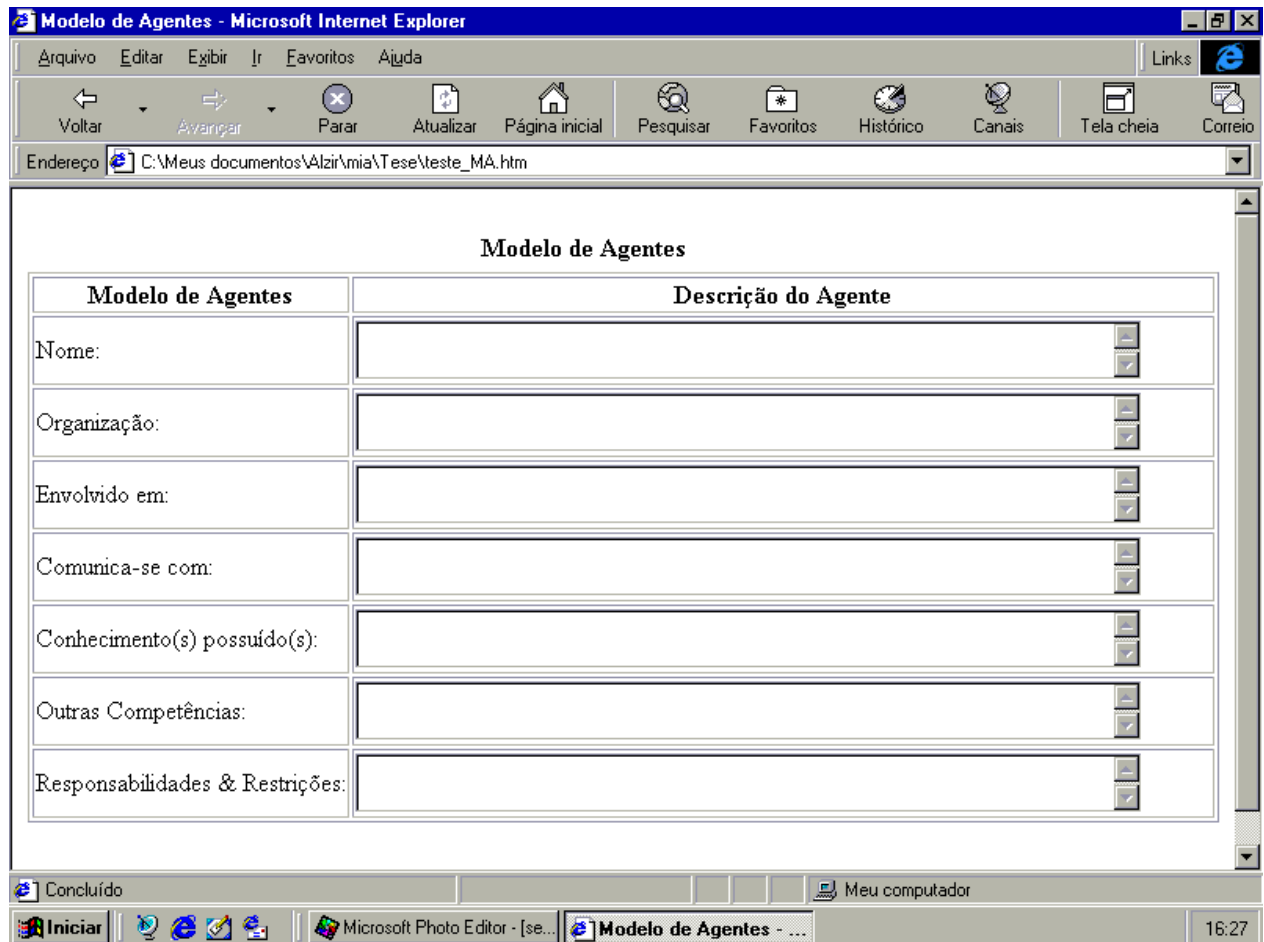 Modelo de Agentes - Microsoft Internet Explorer
Arquivo Editar Exibir Ir Favoritos Ajuda Links
Voltar Avançar Parar Atualizar Página inicial Pesquisar Favoritos Histórico Canais Tela cheia Correio
Endereço C:\Meus documentos\Alzir\mia\Tese\teste_MA.htm
Modelo de Agentes
Modelo de Agentes Descrição do Agente
Nome:
Organização:
Envolvido em:
Comunica-se com:
Conhecimento(s) possuído(s):
Outras Competências:
Responsabilidades & Restrições:
Concluído Meu computador
Iniciar Microsoft Photo Editor - [se... Modelo de Agentes - ... 16:27